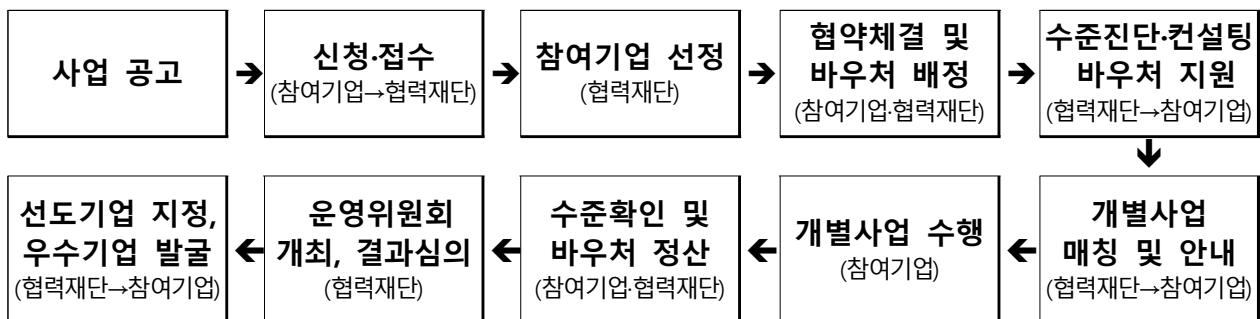 사업 공고
신청·접수
(참여기업→협력재단)
참여기업 선정
(협력재단)
협약체결 및
바우처 배정
(참여기업·협력재단)
수준진단·컨설팅
바우처 지원
(협력재단→참여기업)
개별사업
매칭 및 안내
(협력재단→참여기업)
개별사업 수행
(참여기업)
수준확인 및
바우처 정산
(참여기업·협력재단)
운영위원회
개최, 결과심의
(협력재단)
선도기업 지정,
우수기업 발굴
(협력재단→참여기업)